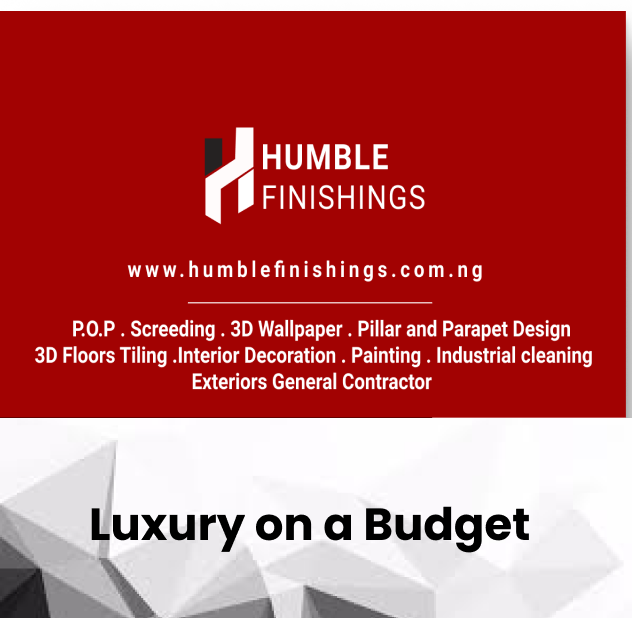 HUMBLE
FINISHINGS
www.humblefinishings.com.ng
P.O.P . Screeding . 3D Wallpaper . Pillar and Parapet Design
3D Floors Tiling .Interior Decoration . Painting . Industrial cleaning
Exteriors General Contractor
Luxury on a Budget